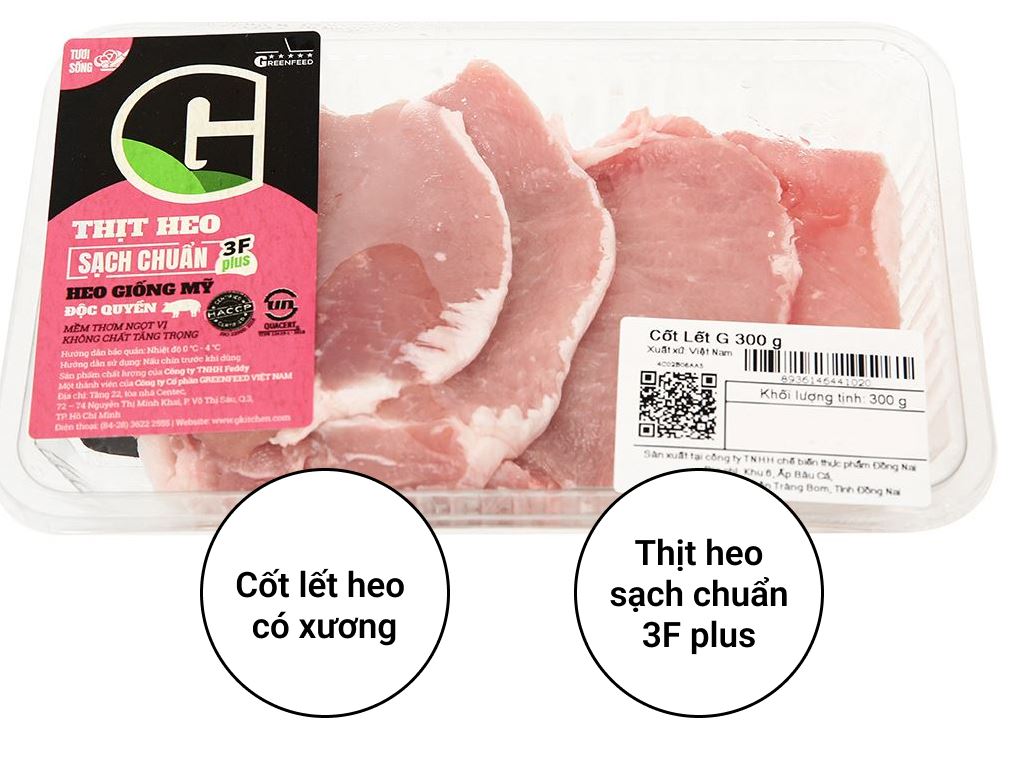 TƯƠI
SỐNG
GREENFEED
G
THỊT HEO
SẠCH CHUẨN 3F plus
HEO GIỐNG MỸ
ĐỘC QUYỀN
HACCP
QUACERT
MỀM THƠM NGỌT VỊ
KHÔNG CHẤT TĂNG TRỌNG
Hướng dẫn bảo quản: Nhiệt độ 0 °C - 4 °C
Hướng dẫn sử dụng: Nấu chín trước khi dùng
Sản phẩm chất lượng của Công ty TNHH Feddy
Một thành viên của Công ty Cổ phần GREENFEED VIỆT NAM
Địa chỉ: Tầng 22, tòa nhà Centec,
72 – 74 Nguyễn Thị Minh Khai, P. Võ Thị Sáu, Q.3,
TP. Hồ Chí Minh
Điện thoại: (84-28) 3622 2555 | Website: www.gkitchen.com
Cốt Lết G 300 g
Xuất xứ: Việt Nam
8936146441020
Khối lượng tịnh: 300 g
Sản xuất tại công ty TNHH chế biến thực phẩm Đồng Nai
Khu 6, Ấp Bàu Cá,
Trảng Bom, Tỉnh Đồng Nai
Cốt lết heo
có xương
Thịt heo
sạch chuẩn
3F plus